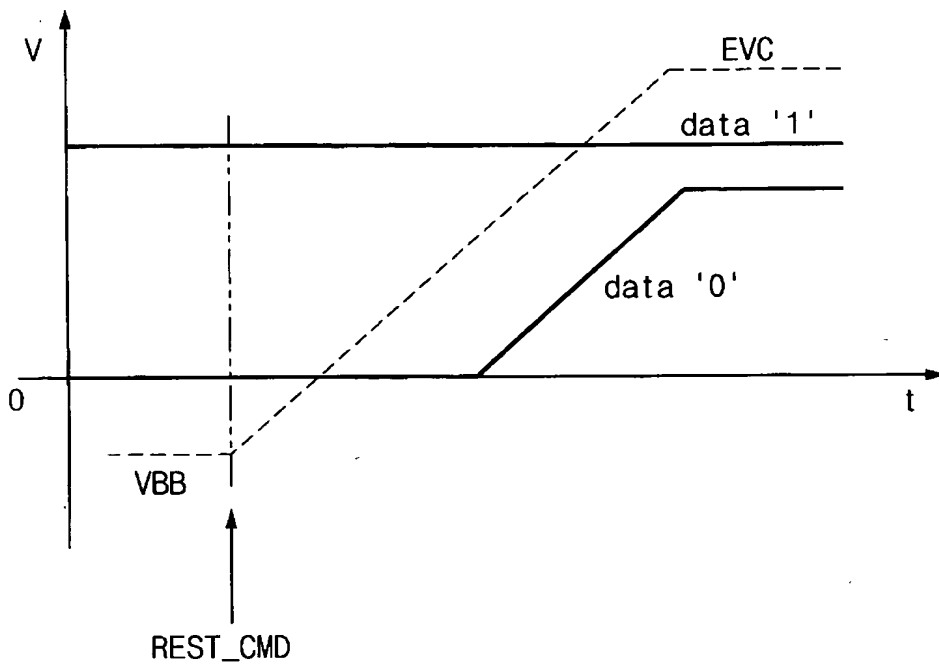 V
EVC
data '1'
data '0'
0
t
VBB
REST_CMD